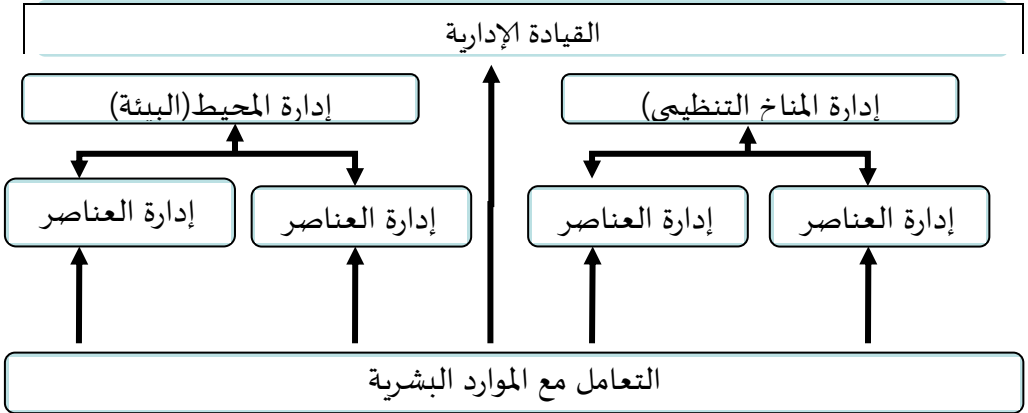 القيادة الإدارية
إدارة المناخ التنظيمي)
إدارة المحيط(البيئة)
إدارة العناصر
إدارة العناصر
إدارة العناصر
إدارة العناصر
التعامل مع الموارد البشرية